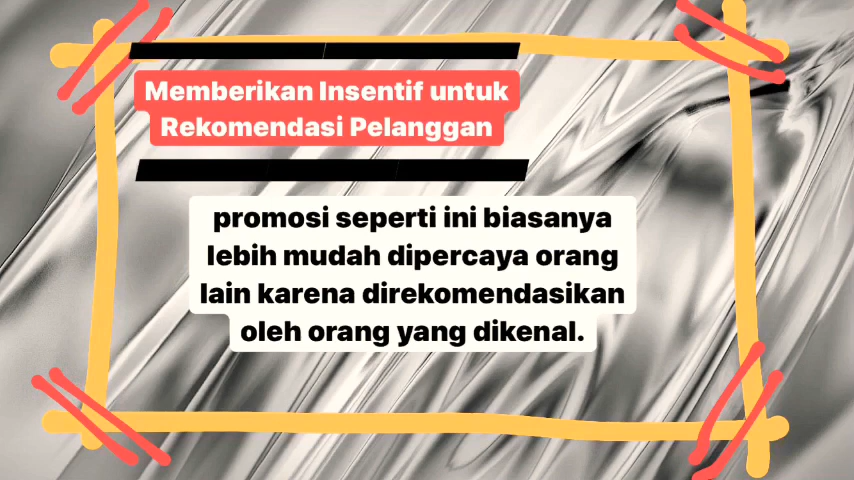 Memberikan Insentif untuk
Rekomendasi Pelanggan
promosi seperti ini biasanya
lebih mudah dipercaya orang
lain karena direkomendasikan
oleh orang yang dikenal.